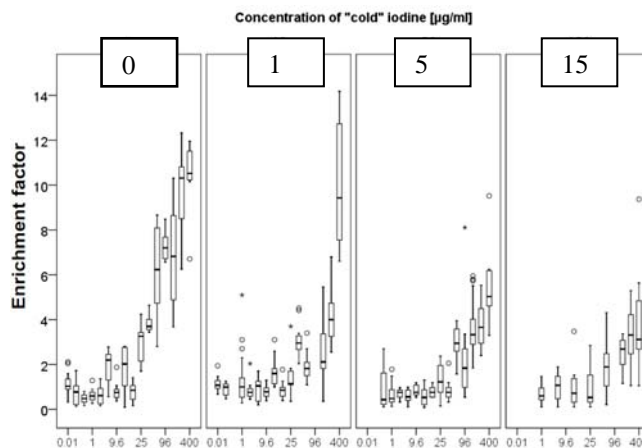 Concentration of "cold" iodine [µg/ml]
0 1 5 15
Enrichment factor
14
12
10
8
6
4
2
0
0.01 1 9.6 25 96 400 0.01 1 9.6 25 96 400 0.01 1 9.6 25 96 400 0.01 1 9.6 25 96 400